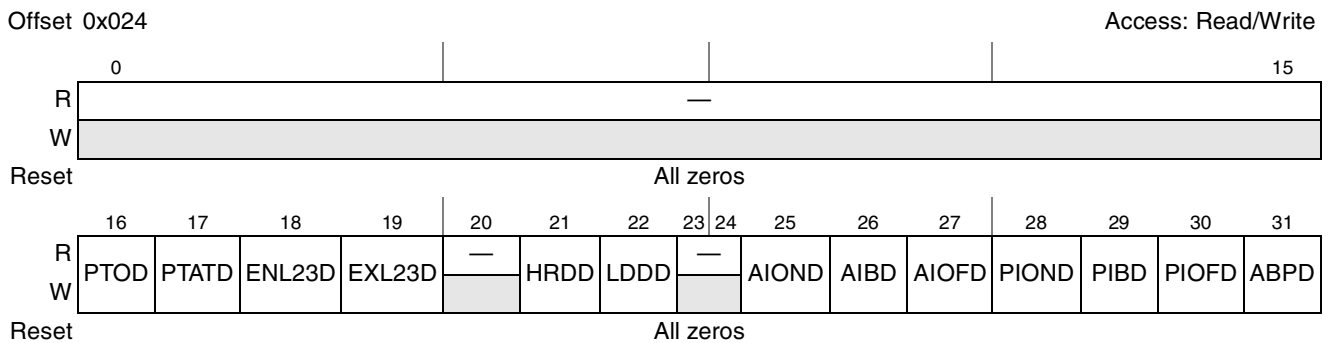 Offset 0x024 Access: Read/Write
0 15
R —
W
Reset All zeros
16 17 18 19 20 21 22 23 24 25 26 27 28 29 30 31
R — —
PTOD PTATD ENL23D EXL23D HRDD LDDD AIOND AIBD AIOFD PIOND PIBD PIOFD ABPD
W
Reset All zeros